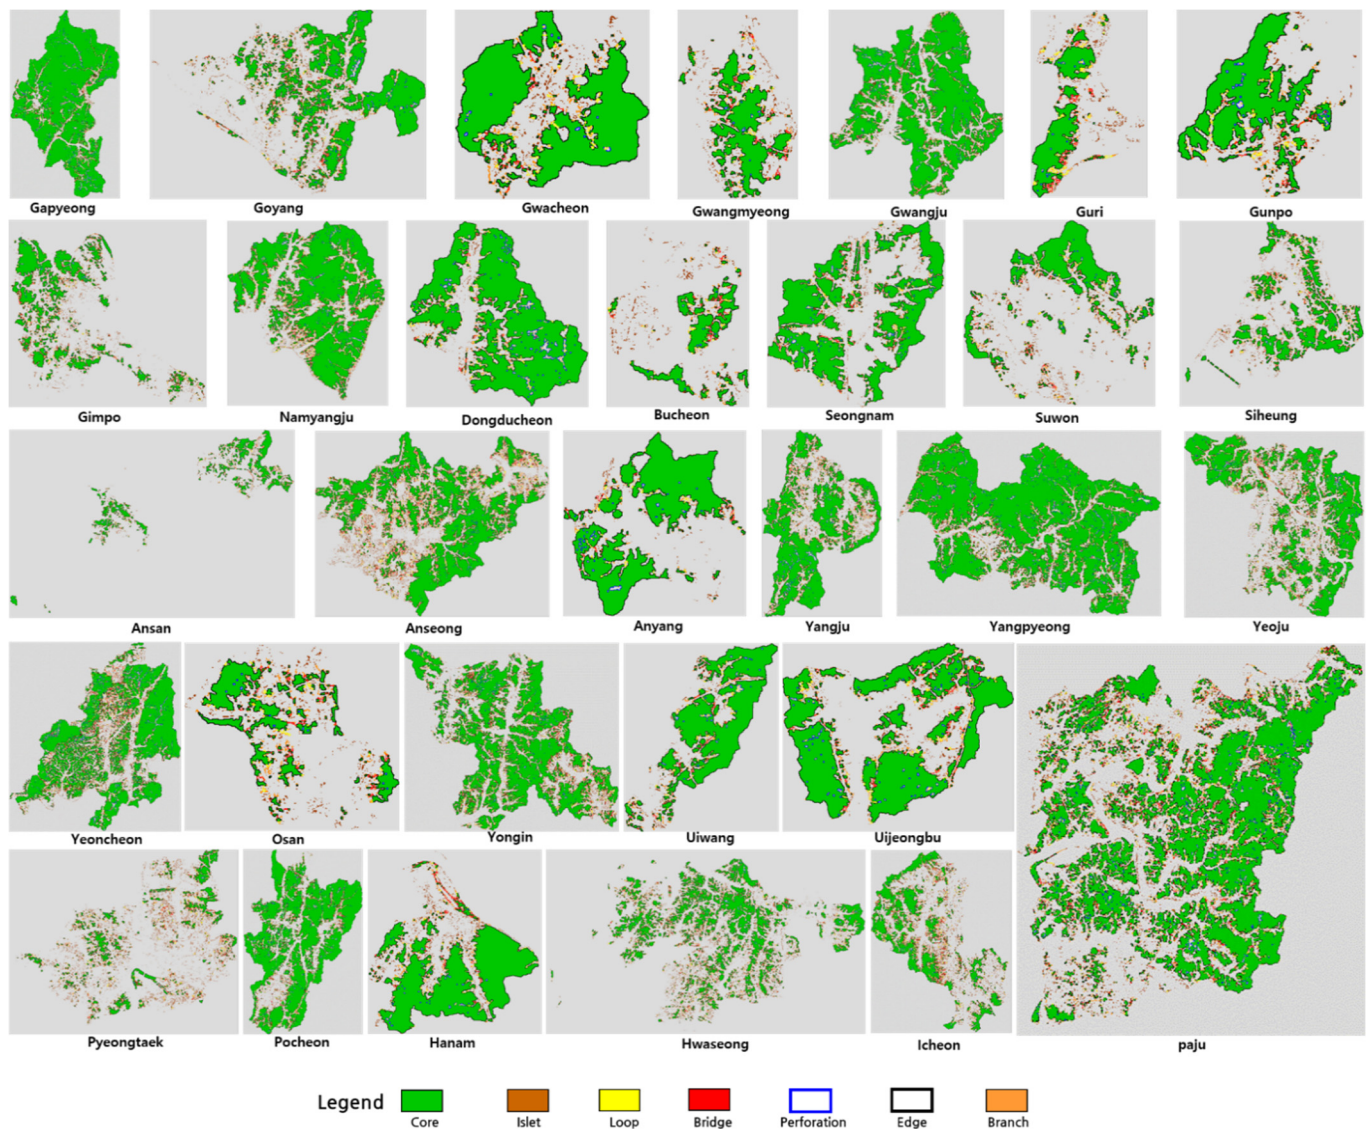 Gapyeong
Goyang
Gwacheon
Gwangmyeong
Gwangju
Guri
Gunpo
Gimpo
Namyangju
Dongducheon
Bucheon
Seongnam
Suwon
Siheung
Ansan
Anseong
Anyang
Yangju
Yangpyeong
Yeoju
Yeoncheon
Osan
Yongin
Uiwang
Uijeongbu
Pyeongtaek
Pocheon
Hanam
Hwaseong
Icheon
paju
Legend
Core
Islet
Loop
Bridge
Perforation
Edge
Branch